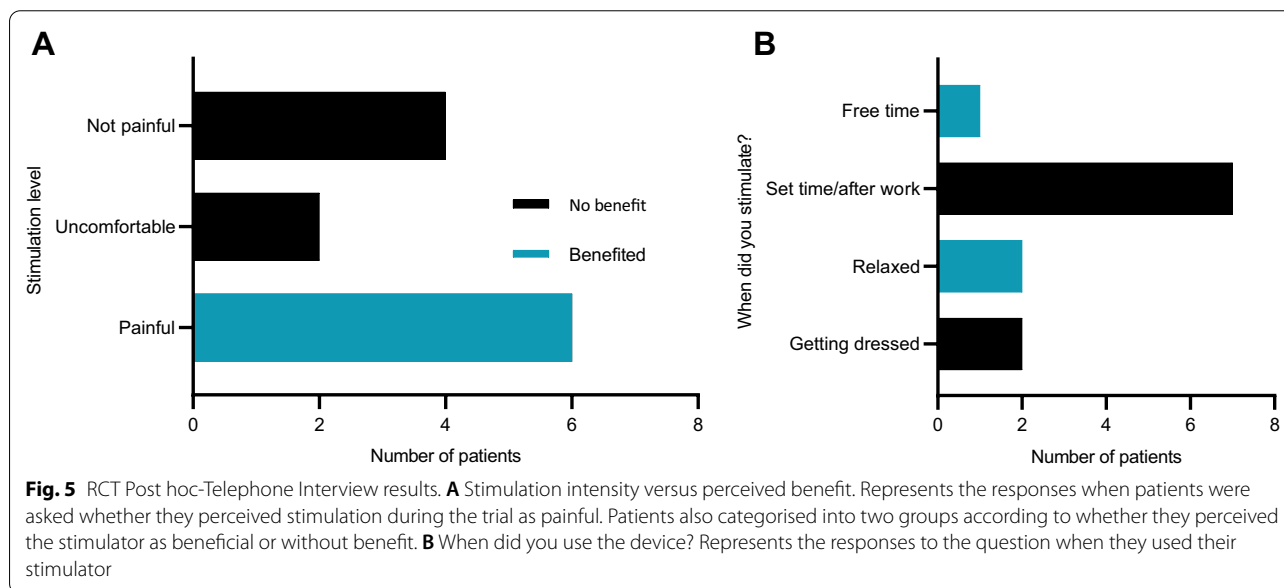 A
Stimulation level
Not painful
Uncomfortable
Painful
0 2 4 6 8
Number of patients
No benefit
Benefited
B
When did you stimulate?
Free time
Set time/after work
Relaxed
Getting dressed
0 2 4 6 8
Number of patients
Fig. 5 RCT Post hoc-Telephone Interview results. A Stimulation intensity versus perceived benefit. Represents the responses when patients were
asked whether they perceived stimulation during the trial as painful. Patients also categorised into two groups according to whether they perceived
the stimulator as beneficial or without benefit. B When did you use the device? Represents the responses to the question when they used their
stimulator